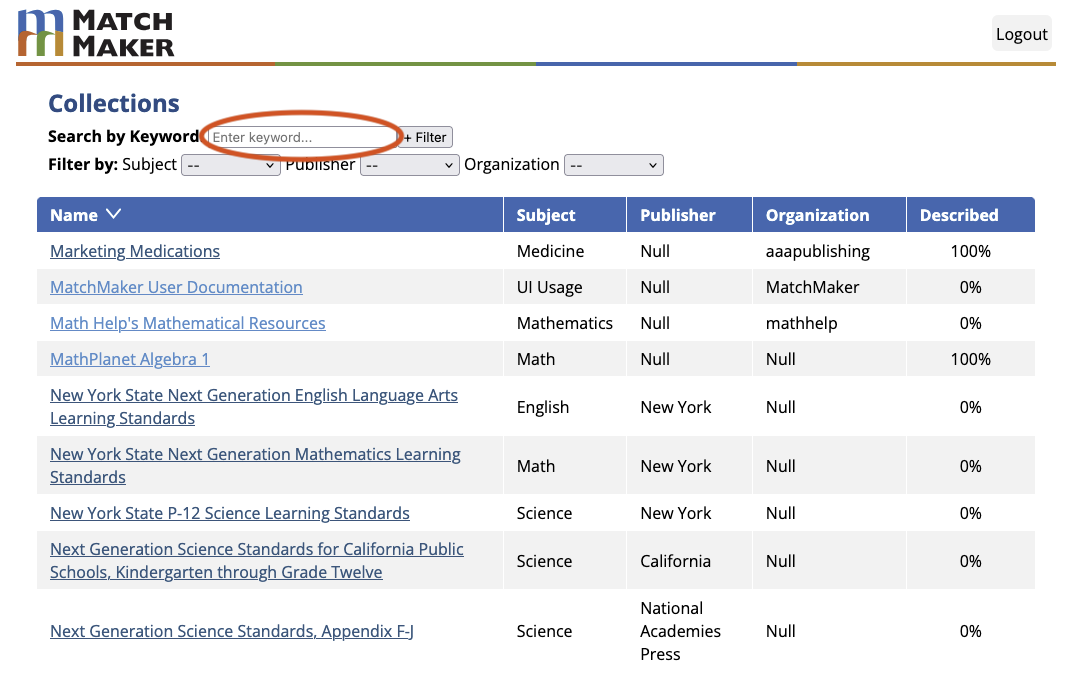 MATCH
MAKER
Logout
Collections
Search by Keyword Enter keyword... + Filter
Filter by: Subject -- Publisher -- Organization --
Name Subject Publisher Organization Described
Marketing Medications Medicine Null aaapublishing 100%
MatchMaker User Documentation UI Usage Null MatchMaker 0%
Math Help's Mathematical Resources Mathematics Null mathhelp 0%
MathPlanet Algebra 1 Math Null Null 100%
New York State Next Generation English Language Arts
Learning Standards English New York Null 0%
New York State Next Generation Mathematics Learning
Standards Math New York Null 0%
New York State P-12 Science Learning Standards Science New York Null 0%
Next Generation Science Standards for California Public
Schools, Kindergarten through Grade Twelve Science California Null 0%
Next Generation Science Standards, Appendix F-J Science National
Academies
Press Null 0%